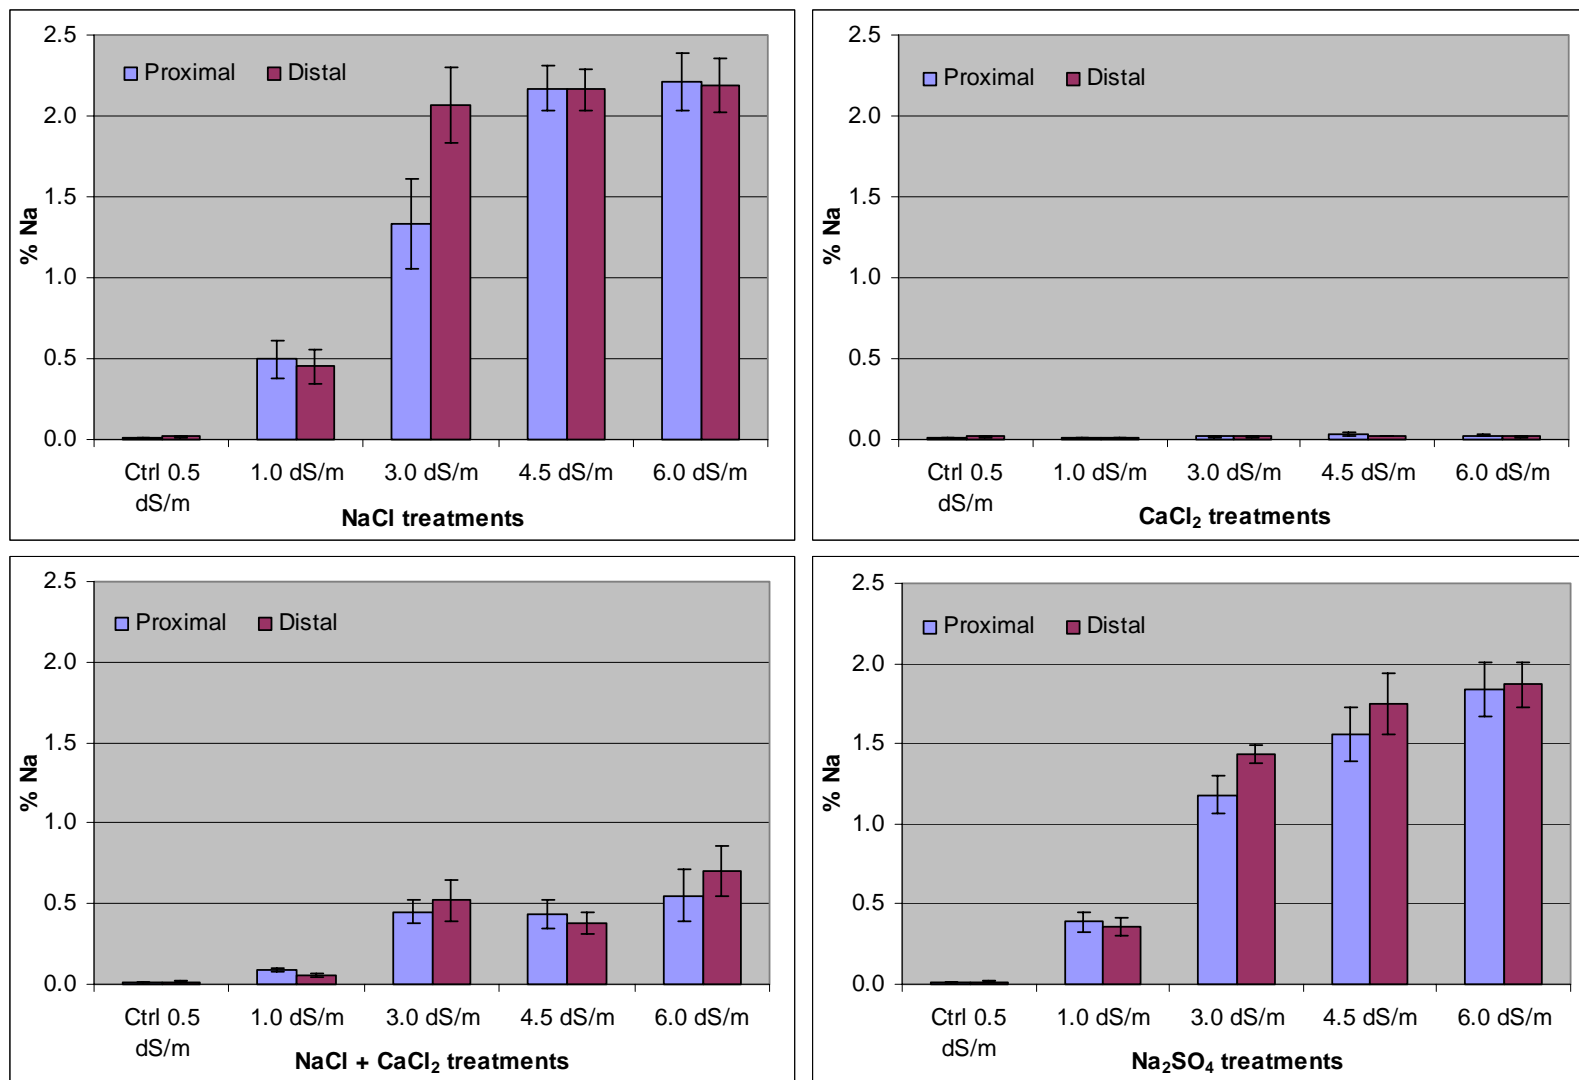 2.5
2.0
1.5
1.0
0.5
0.0
% Na
Proximal Distal
Ctrl 0.5 1.0 dS/m 3.0 dS/m 4.5 dS/m 6.0 dS/m
dS/m
NaCl treatments
2.5
2.0
1.5
1.0
0.5
0.0
% Na
Proximal Distal
Ctrl 0.5 1.0 dS/m 3.0 dS/m 4.5 dS/m 6.0 dS/m
dS/m
CaCl₂ treatments
2.5
2.0
1.5
1.0
0.5
0.0
% Na
Proximal Distal
Ctrl 0.5 1.0 dS/m 3.0 dS/m 4.5 dS/m 6.0 dS/m
dS/m
NaCl + CaCl₂ treatments
2.5
2.0
1.5
1.0
0.5
0.0
% Na
Proximal Distal
Ctrl 0.5 1.0 dS/m 3.0 dS/m 4.5 dS/m 6.0 dS/m
dS/m
Na₂SO₄ treatments